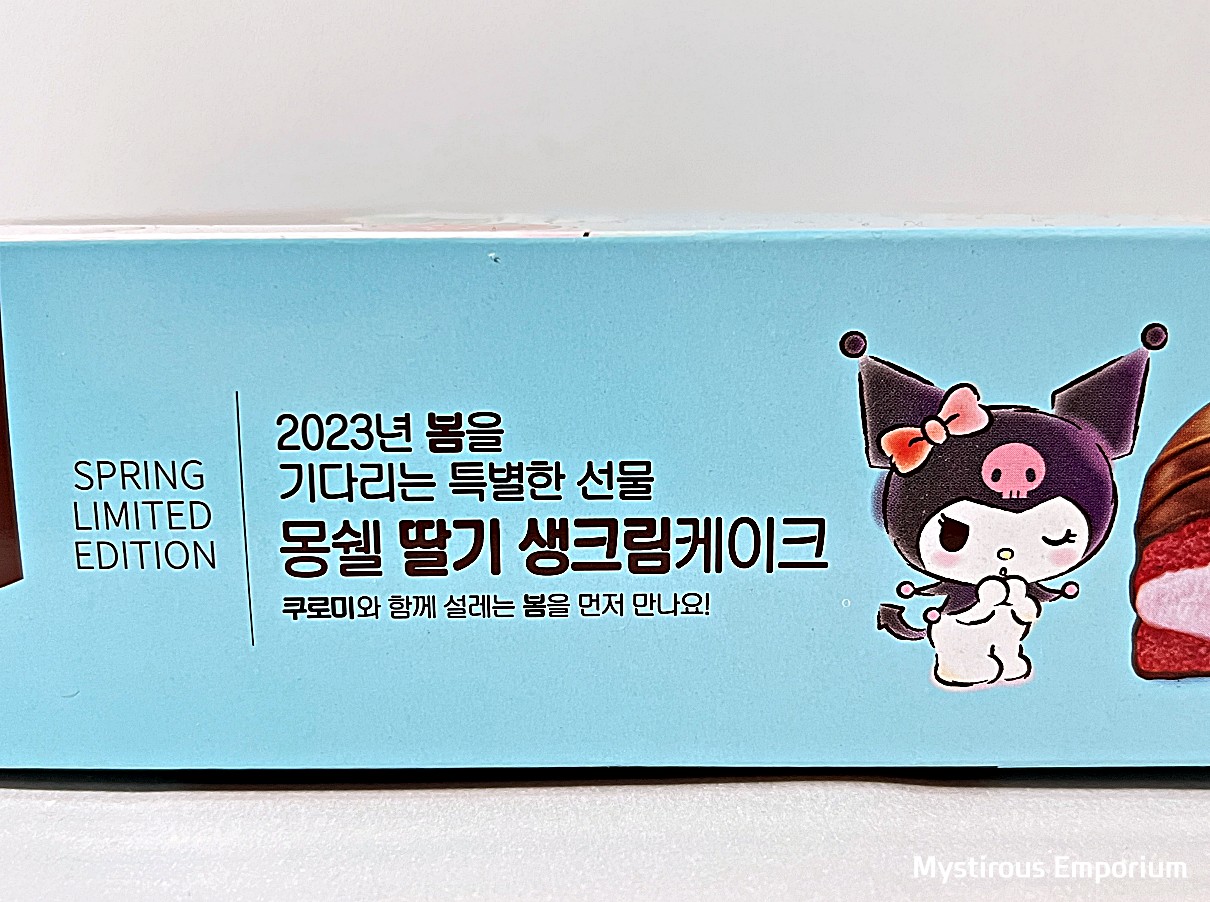 SPRING
LIMITED
EDITION
2023년 봄을
기다리는 특별한 선물
몽쉘 딸기 생크림케이크
쿠로미와 함께 설레는 봄을 먼저 만나요!
Mystirous Emporium